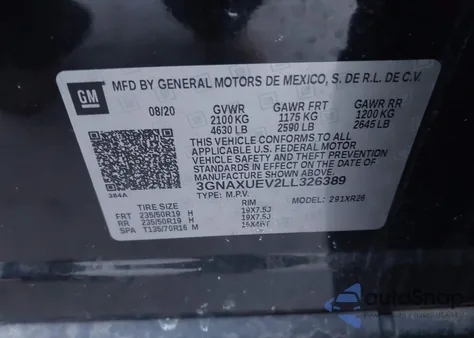 GM
MFD BY GENERAL MOTORS DE MEXICO, S. DE R.L. DE C.V.
08/20 GVWR GAWR FRT GAWR RR
2100 KG 1175 KG 1200 KG
4630 LB 2590 LB 2645 LB
THIS VEHICLE CONFORMS TO ALL APPLICABLE U.S. FEDERAL MOTOR
VEHICLE SAFETY, BUMPER, AND THEFT PREVENTION STANDARDS IN
EFFECT ON THE DATE OF MANUFACTURE SHOWN ABOVE.
3GNAXUEV2LL326389
384A TYPE: M.P.V. MODEL: 291XR26
TIRE SIZE RIM
FRT 235/50R19 H 19X7.5J
RR 235/50R19 H 19X7.5J
SPA T135/70R16 M
AutoSnap